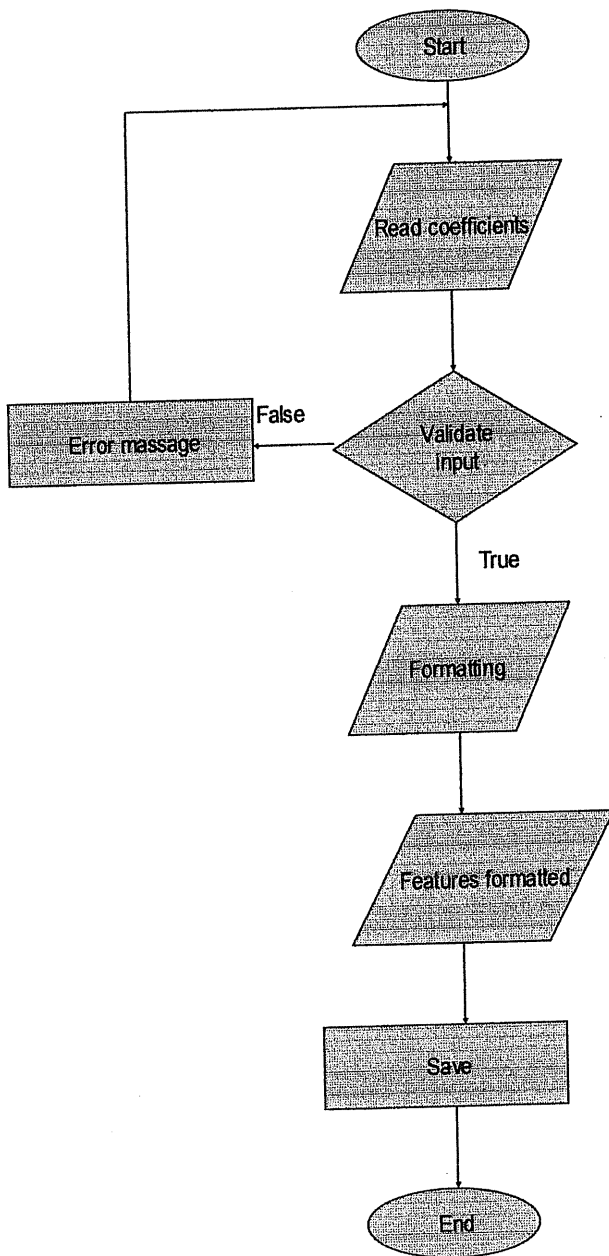 Start
Read coefficients
False
Error massage
Validate
input
True
Formatting
Features formatted
Save
End